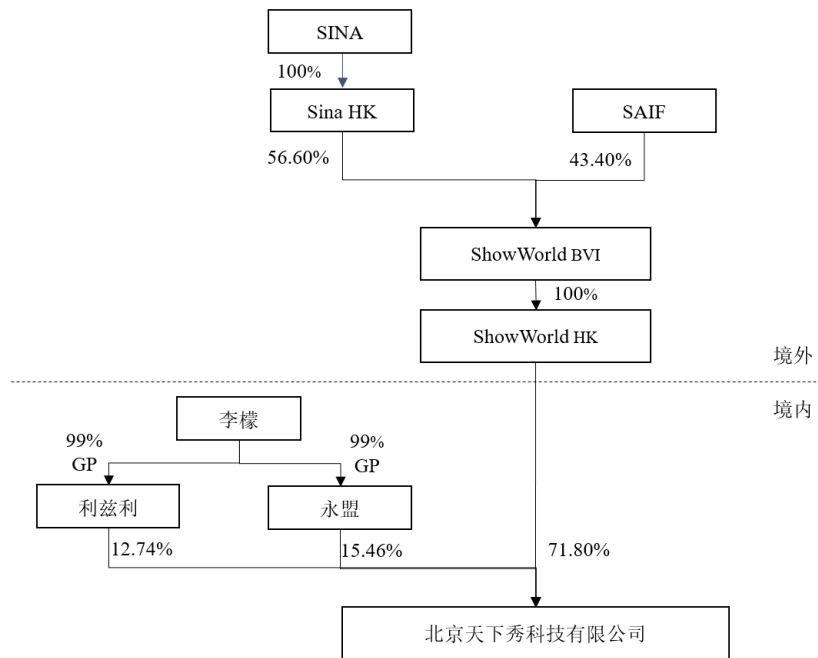 SINA
100%
Sina HK
SAIF
56.60%
43.40%
ShowWorld BVI
100%
ShowWorld HK
境外
境内
李檬
99%
GP
99%
GP
利兹利
永盟
12.74%
15.46%
71.80%
北京天下秀科技有限公司